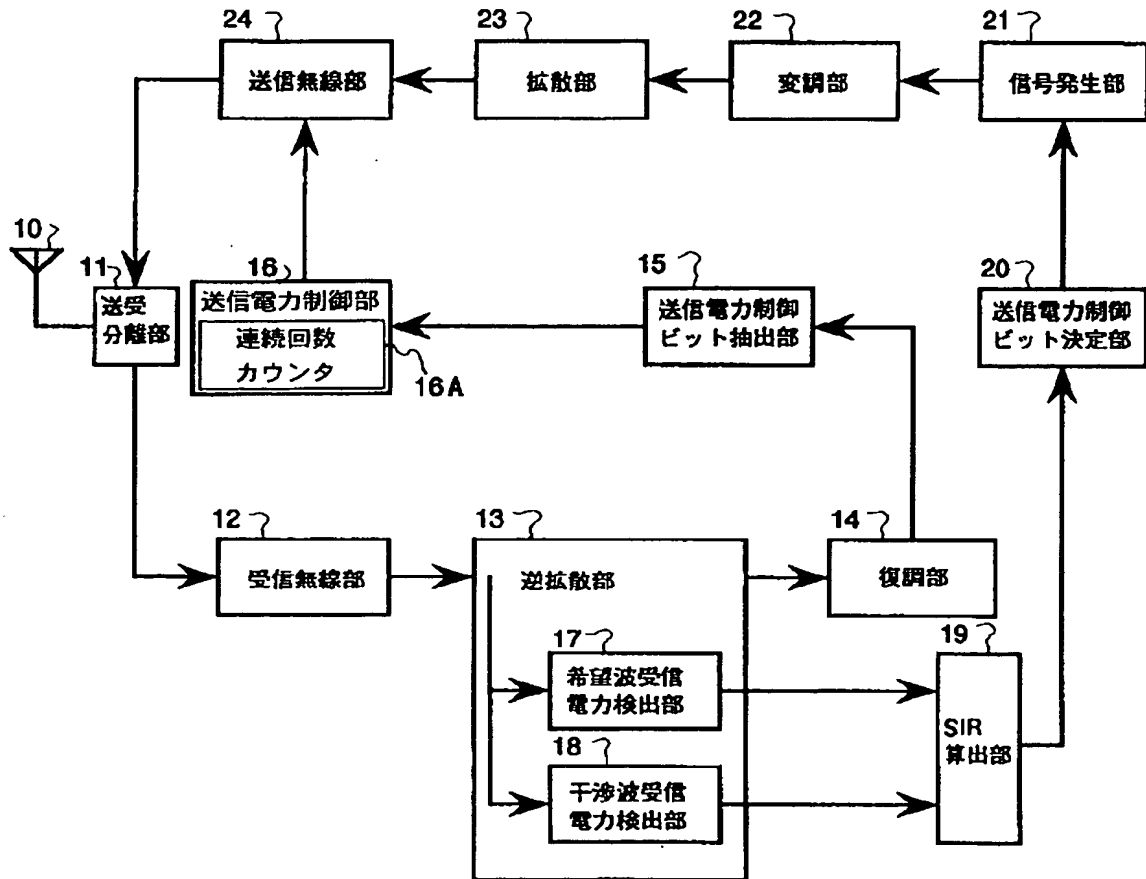 24
送信無線部
23
拡散部
22
変調部
21
信号発生部
10
11
送受
分離部
16
送信電力制御部
連続回数
カウンタ
16A
15
送信電力制御
ビット抽出部
20
送信電力制御
ビット決定部
12
受信無線部
13
逆拡散部
14
復調部
17
希望波受信
電力検出部
18
干渉波受信
電力検出部
19
SIR
算出部